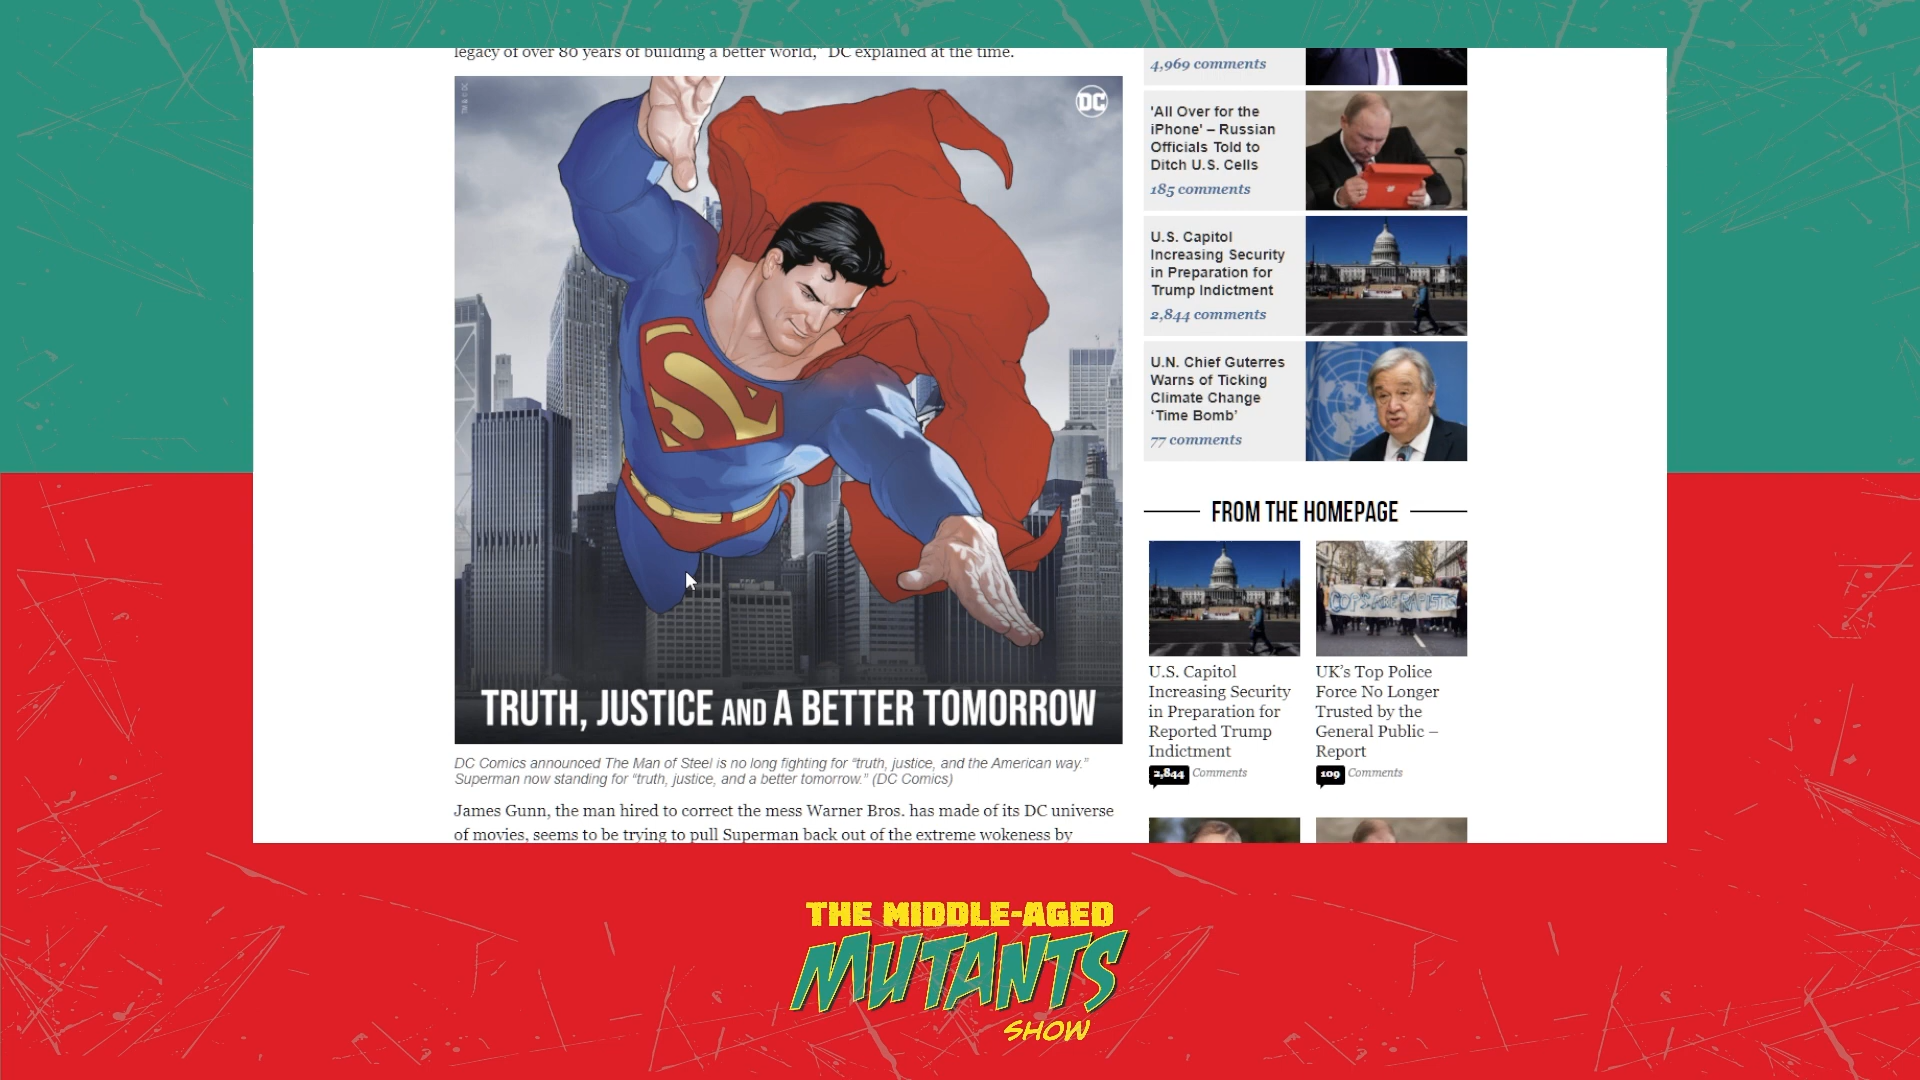 legacy of over 80 years of building a better world," DC explained at the time.
DC
TRUTH, JUSTICE AND A BETTER TOMORROW
DC Comics announced The Man of Steel is no long fighting for "truth, justice, and the American way."
Superman now standing for "truth, justice, and a better tomorrow." (DC Comics)
James Gunn, the man hired to correct the mess Warner Bros. has made of its DC universe
of movies, seems to be trying to pull Superman back out of the extreme wokeness by
4,969 comments
'All Over for the
iPhone' – Russian
Officials Told to
Ditch U.S. Cells
185 comments
U.S. Capitol
Increasing Security
in Preparation for
Trump Indictment
2,844 comments
U.N. Chief Guterres
Warns of Ticking
Climate Change
'Time Bomb'
77 comments
FROM THE HOMEPAGE
COPS ARE RAPISTS
U.S. Capitol
Increasing Security
in Preparation for
Reported Trump
Indictment
2,844 Comments
UK's Top Police
Force No Longer
Trusted by the
General Public –
Report
109 Comments
THE MIDDLE-AGED
MUTANTS
SHOW